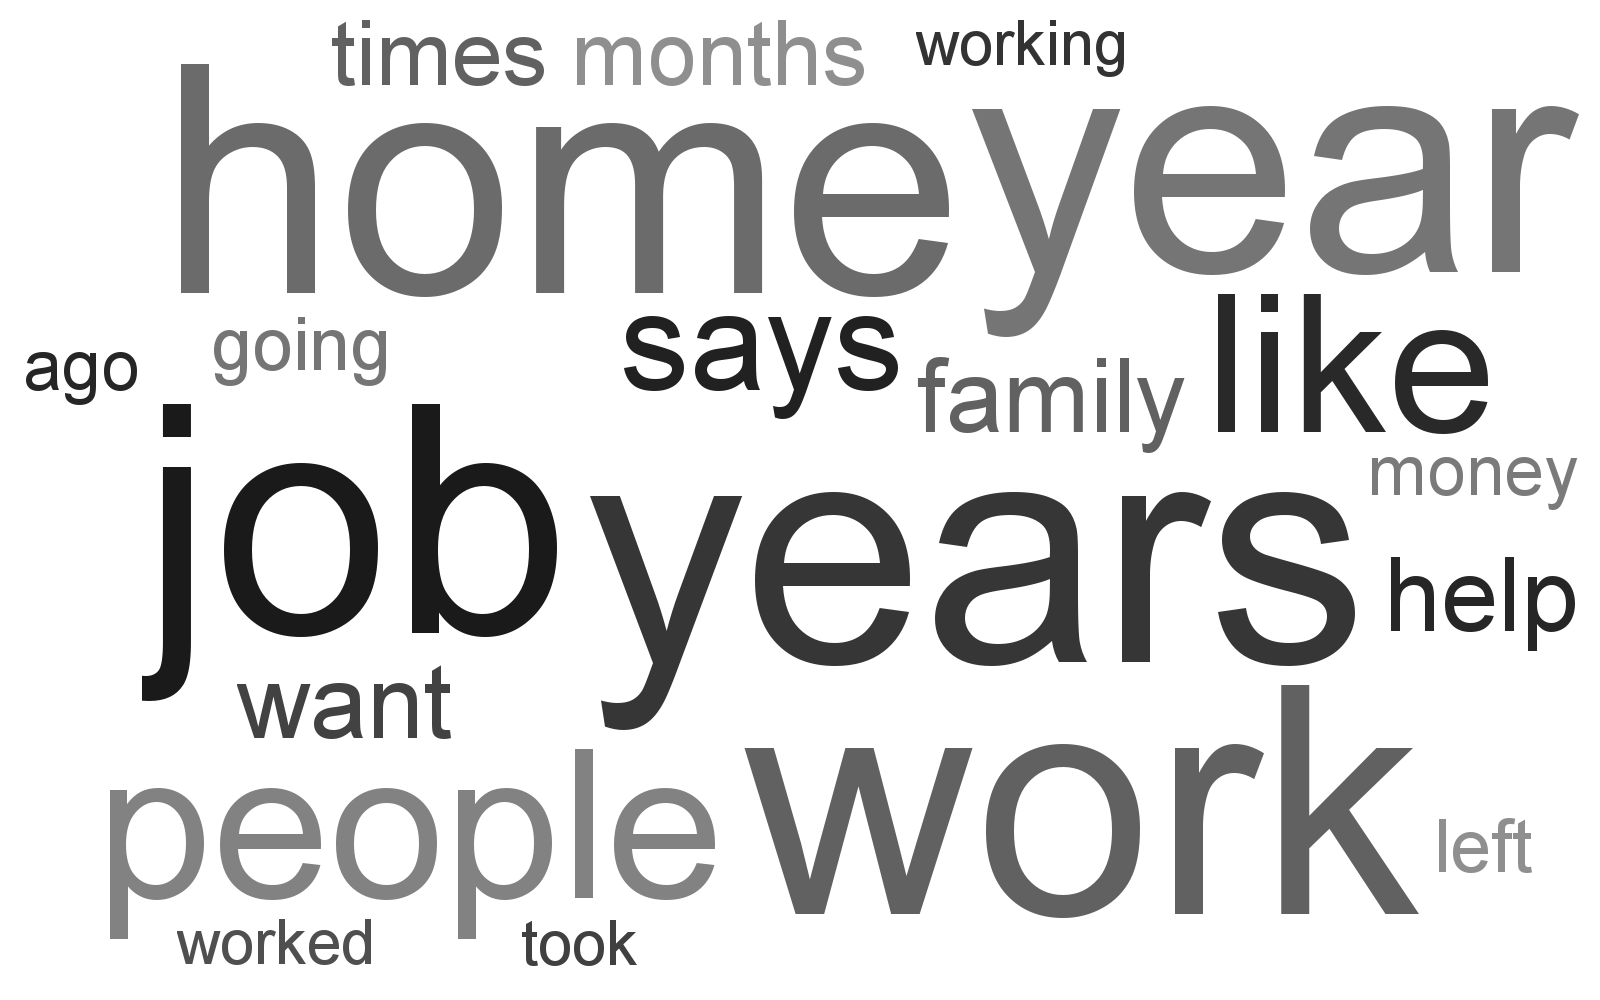 times months working
home year
ago going says family like
money
job years help
want
people work left
worked took